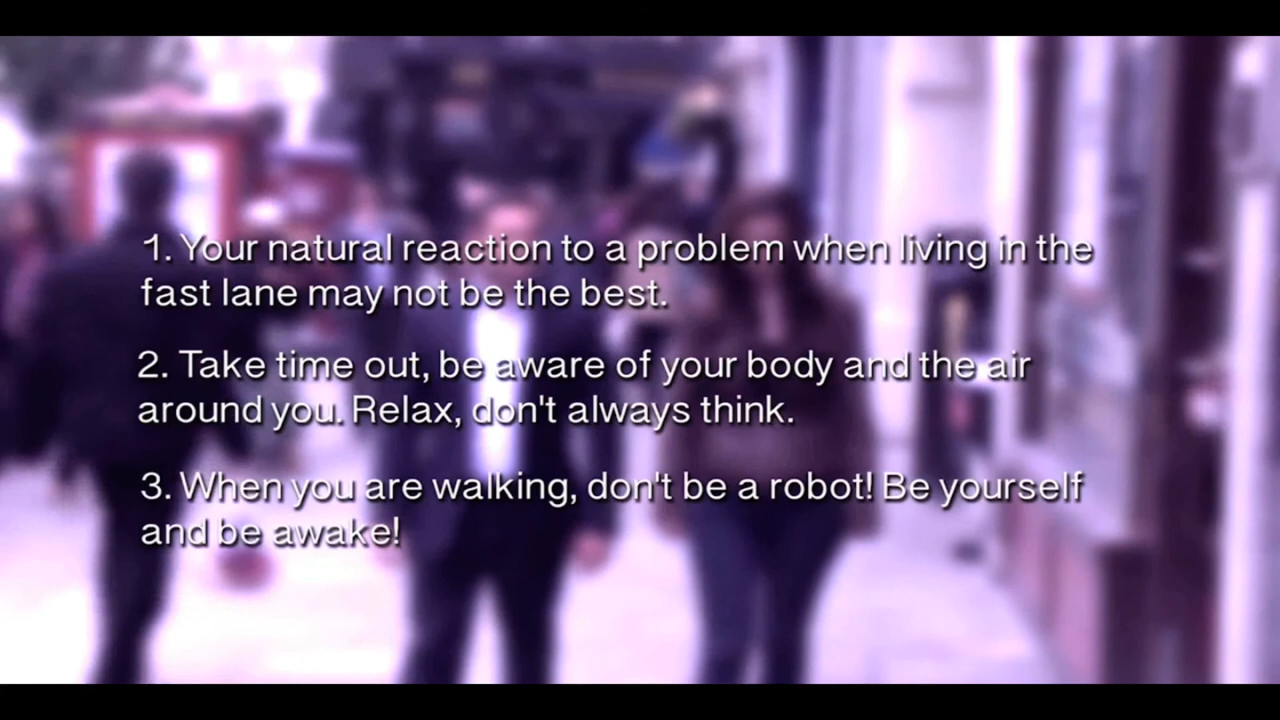 1. Your natural reaction to a problem when living in the
fast lane may not be the best.
2. Take time out, be aware of your body and the air
around you. Relax, don't always think.
3. When you are walking, don't be a robot! Be yourself
and be awake!